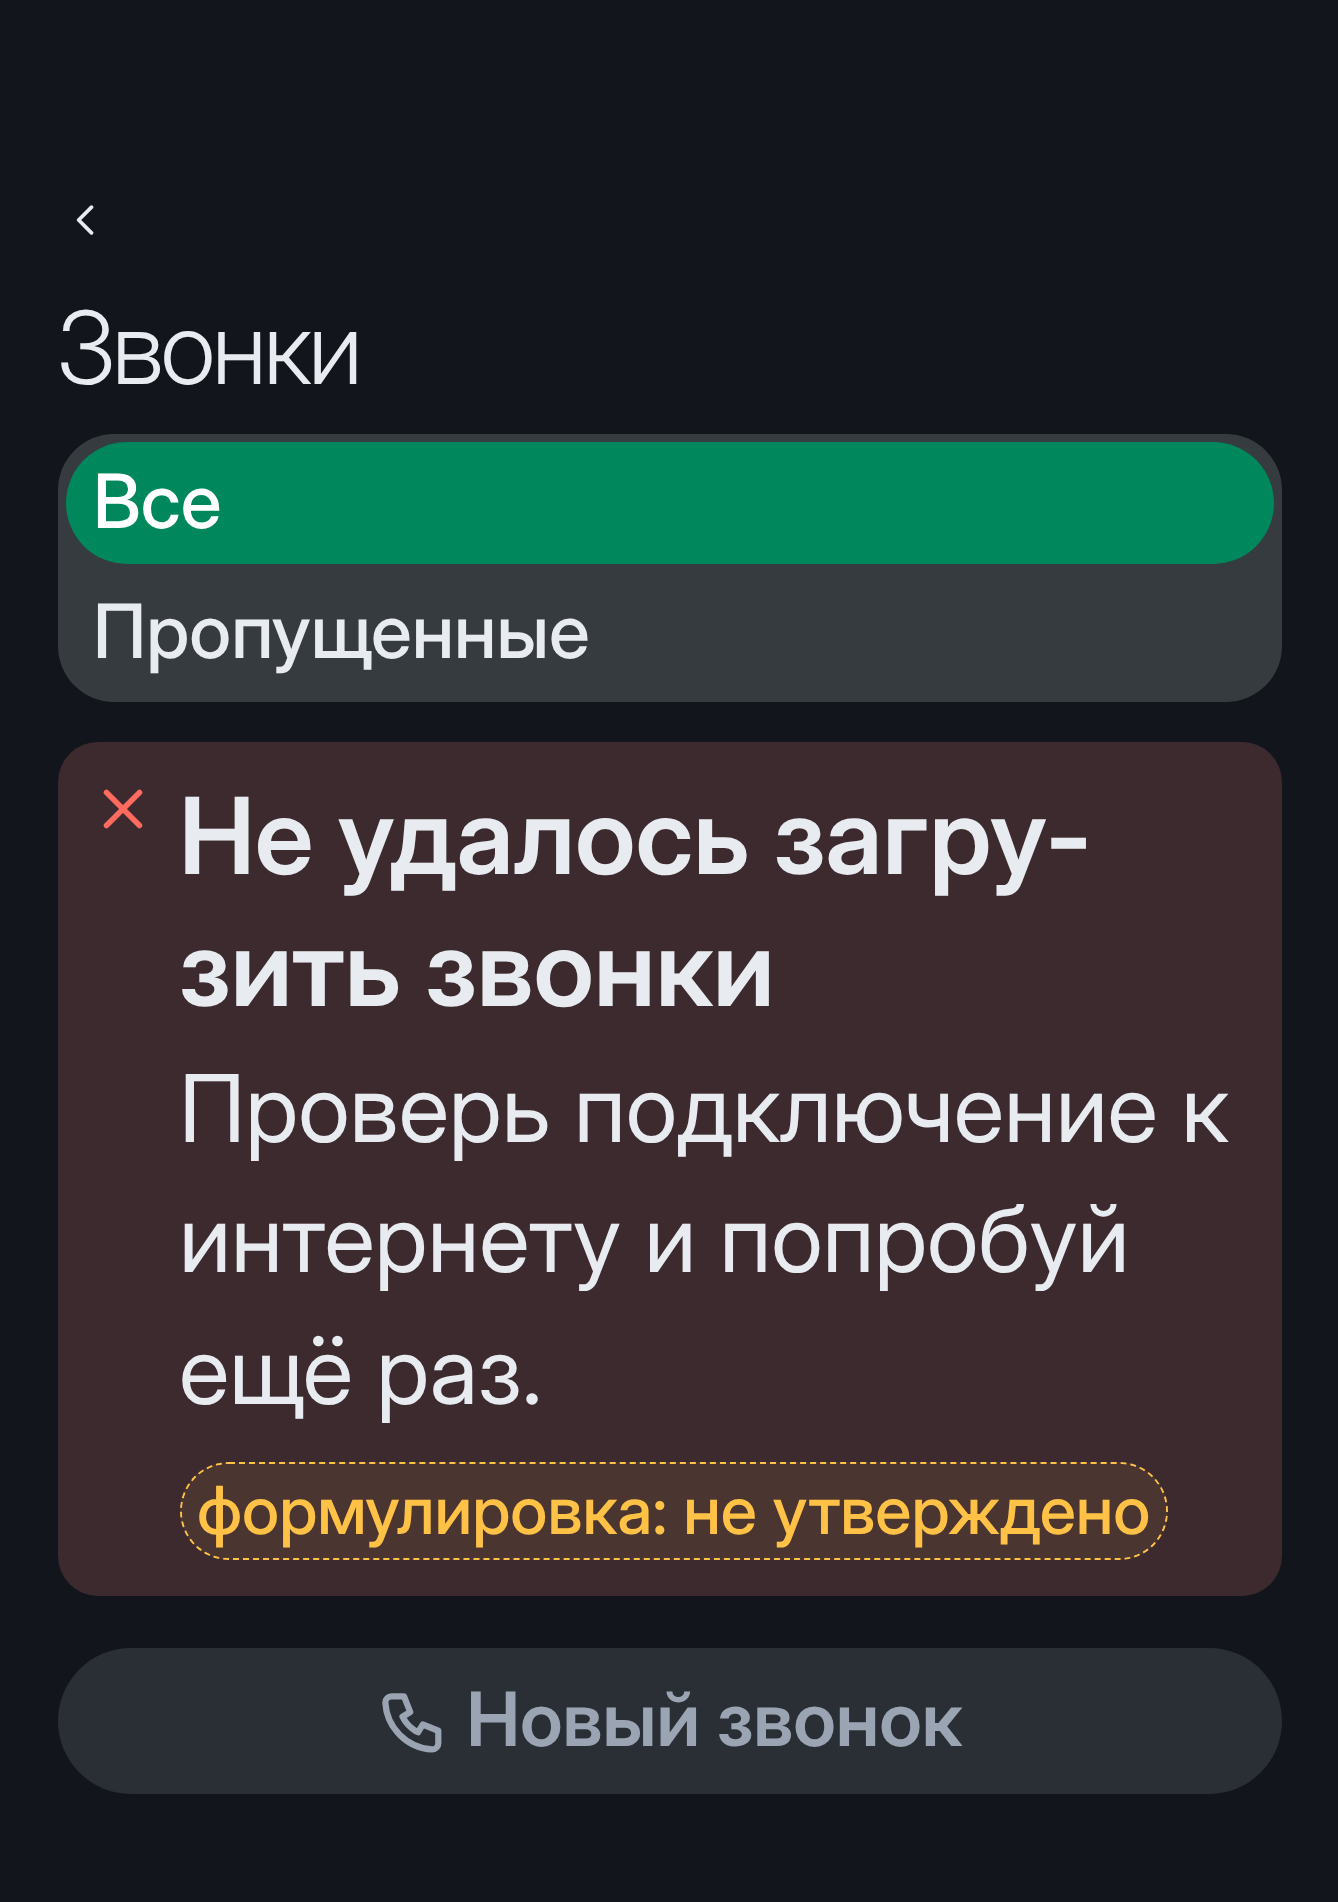 Звонки
Все
Пропущенные
Не удалось загру-
зить звонки
Проверь подключение к
интернету и попробуй
ещё раз.
формулировка: не утверждено
Новый звонок